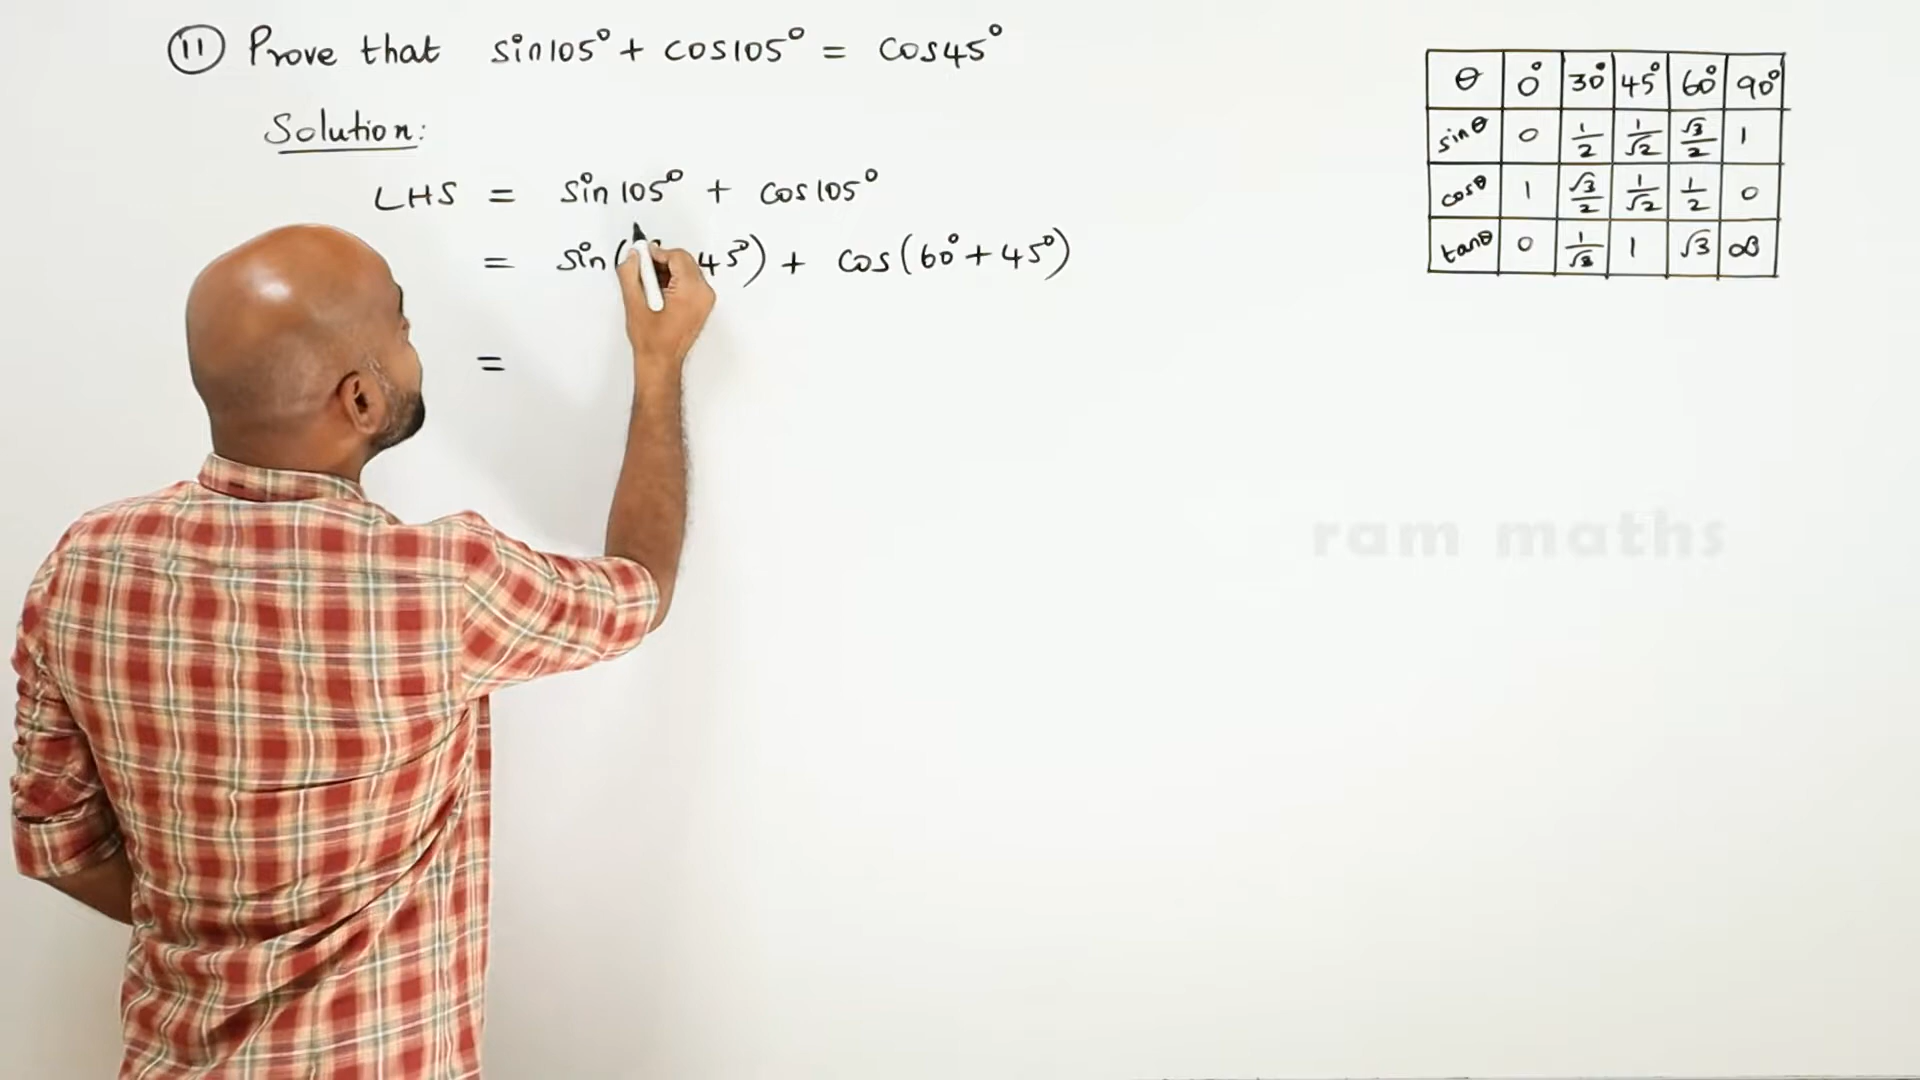 11 Prove that sin105° + cos105° = cos45°
Solution:
LHS = sin105° + cos105°
= sin( 45°) + cos(60° + 45°)
=
θ 0° 30° 45° 60° 90°
sinθ 0 1/2 1/√2 √3/2 1
cosθ 1 √3/2 1/√2 1/2 0
tanθ 0 1/√3 1 √3 ∞
ram maths